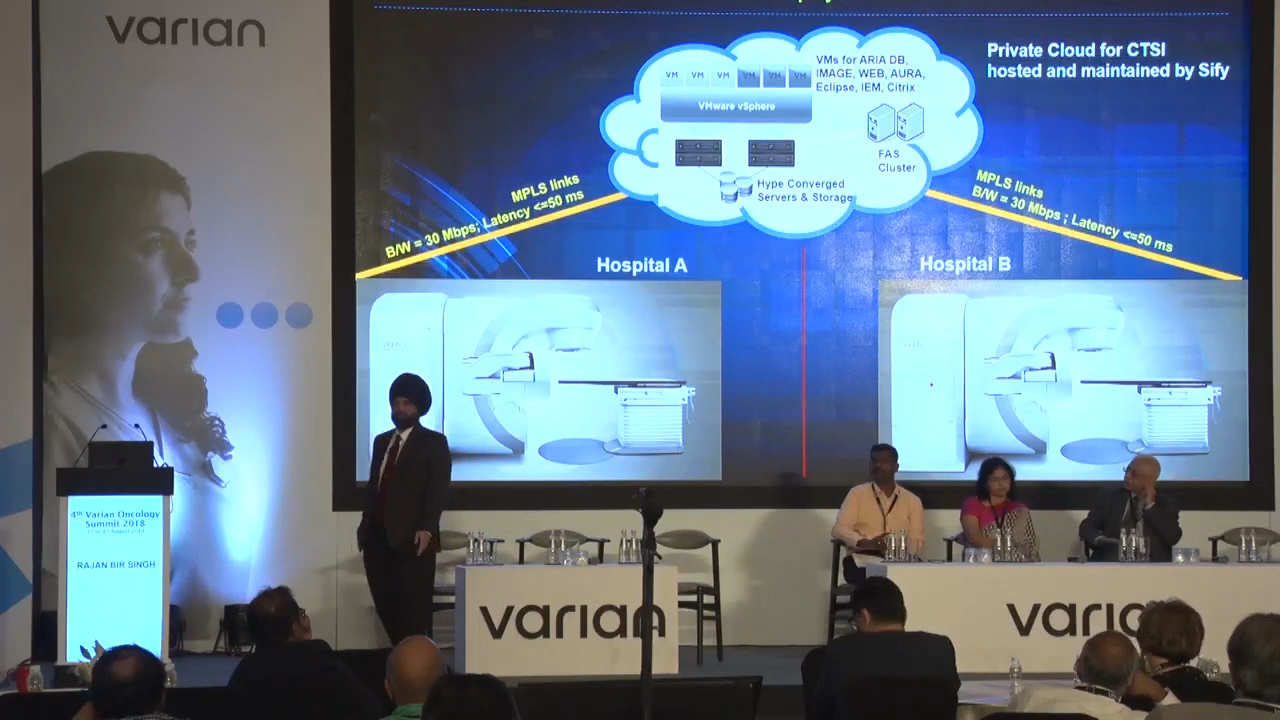 varian
Private Cloud for CTSI
hosted and maintained by Sify
VMs for ARIA DB,
IMAGE, WEB, AURA,
Eclipse, IEM, Citrix
VM VM VM VM VM VM
VMware vSphere
FAS
Cluster
Hype Converged
Servers & Storage
MPLS links
B/W = 30 Mbps; Latency <=50 ms
MPLS links
B/W = 30 Mbps ; Latency <=50 ms
Hospital A
Hospital B
4th Varian Oncology
Summit 2018
RAJAN BIR SINGH
varian
varian